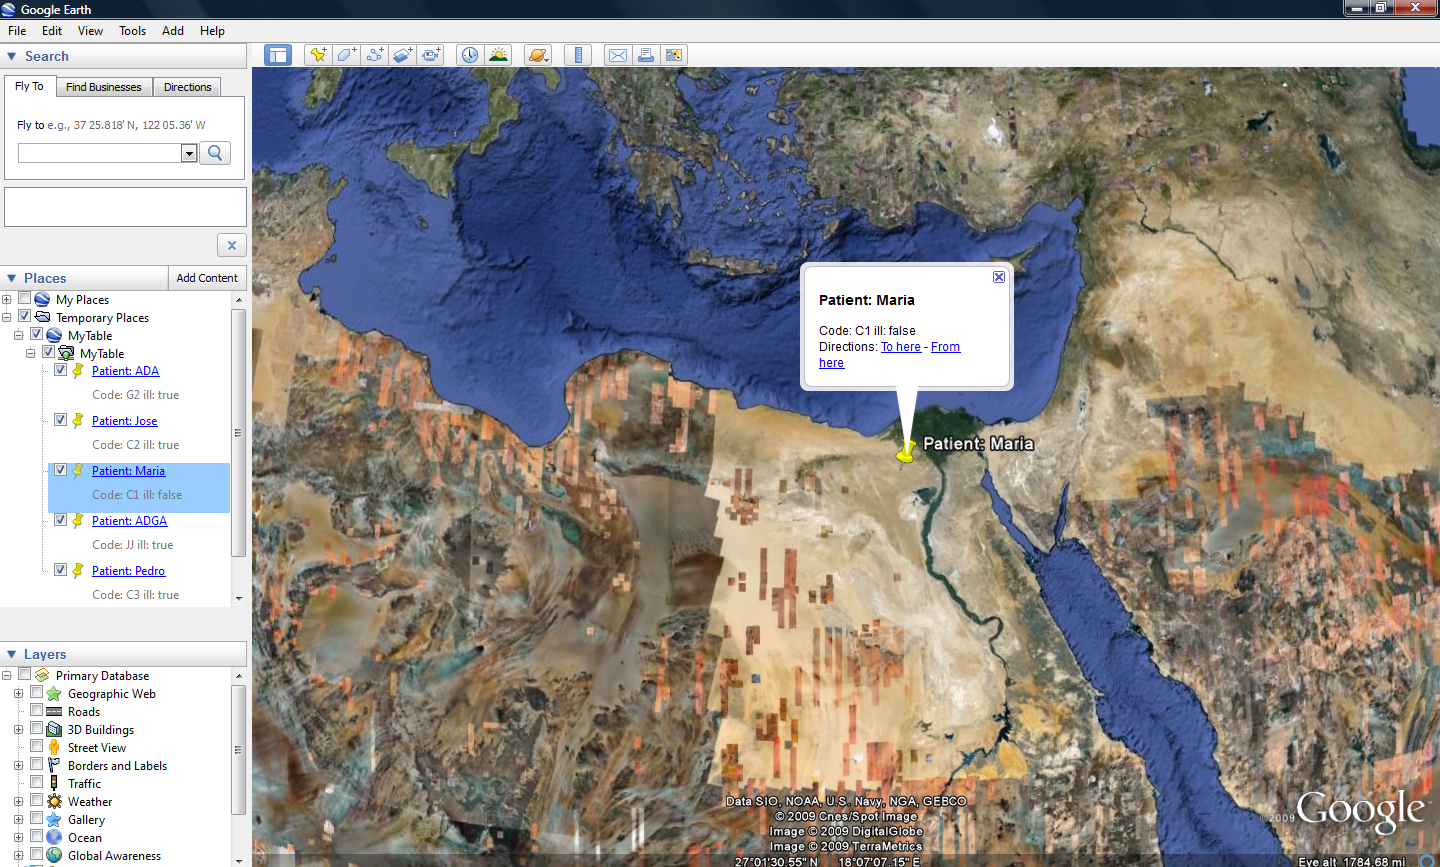 Google Earth
File Edit View Tools Add Help
Search
Fly To Find Businesses Directions
Fly to e.g., 37 25.818' N, 122 05.36' W
Places Add Content
My Places
Temporary Places
MyTable
MyTable
Patient: ADA
Code: G2 ill: true
Patient: Jose
Code: C2 ill: true
Patient: Maria
Code: C1 ill: false
Patient: ADGA
Code: JJ ill: true
Patient: Pedro
Code: C3 ill: true
Layers
Primary Database
Geographic Web
Roads
3D Buildings
Street View
Borders and Labels
Traffic
Weather
Gallery
Ocean
Global Awareness
Patient: Maria
Code: C1 ill: false
Directions: To here - From
here
Patient: Maria
Data SIO, NOAA, U.S. Navy, NGA, GEBCO
© 2009 Cnes/Spot Image
Image © 2009 DigitalGlobe
Image © 2009 TerraMetrics
27°01'30.55" N 18°07'07.15" E
©2009 Google™
Eye alt 1784.68 mi